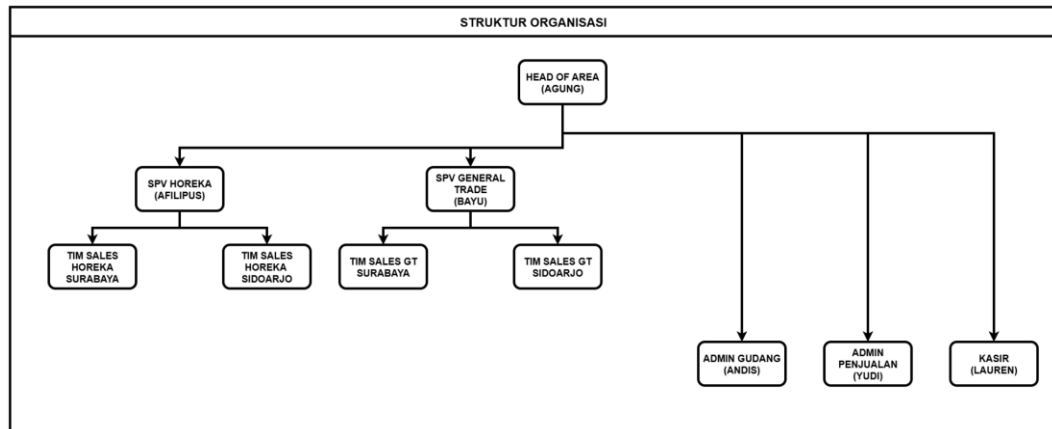 STRUKTUR ORGANISASI
HEAD OF AREA
(AGUNG)
SPV HOREKA
(AFILIPUS)
SPV GENERAL
TRADE
(BAYU)
TIM SALES
HOREKA
SURABAYA
TIM SALES
HOREKA
SIDOARJO
TIM SALES GT
SURABAYA
TIM SALES GT
SIDOARJO
ADMIN GUDANG
(ANDIS)
ADMIN
PENJUALAN
(YUDI)
KASIR
(LAUREN)